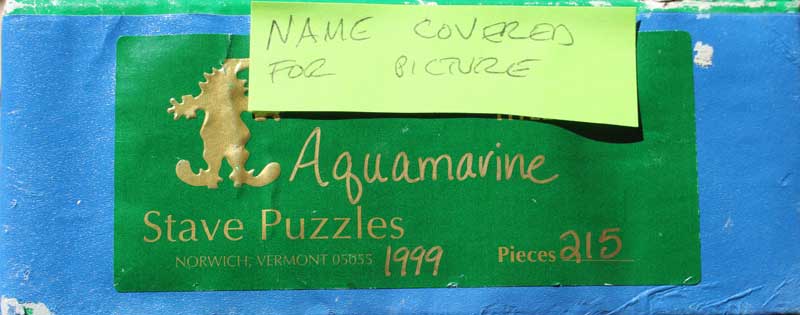 NAME COVERED
FOR PICTURE
Aquamarine
Stave Puzzles
NORWICH, VERMONT 05055 1999
Pieces 215